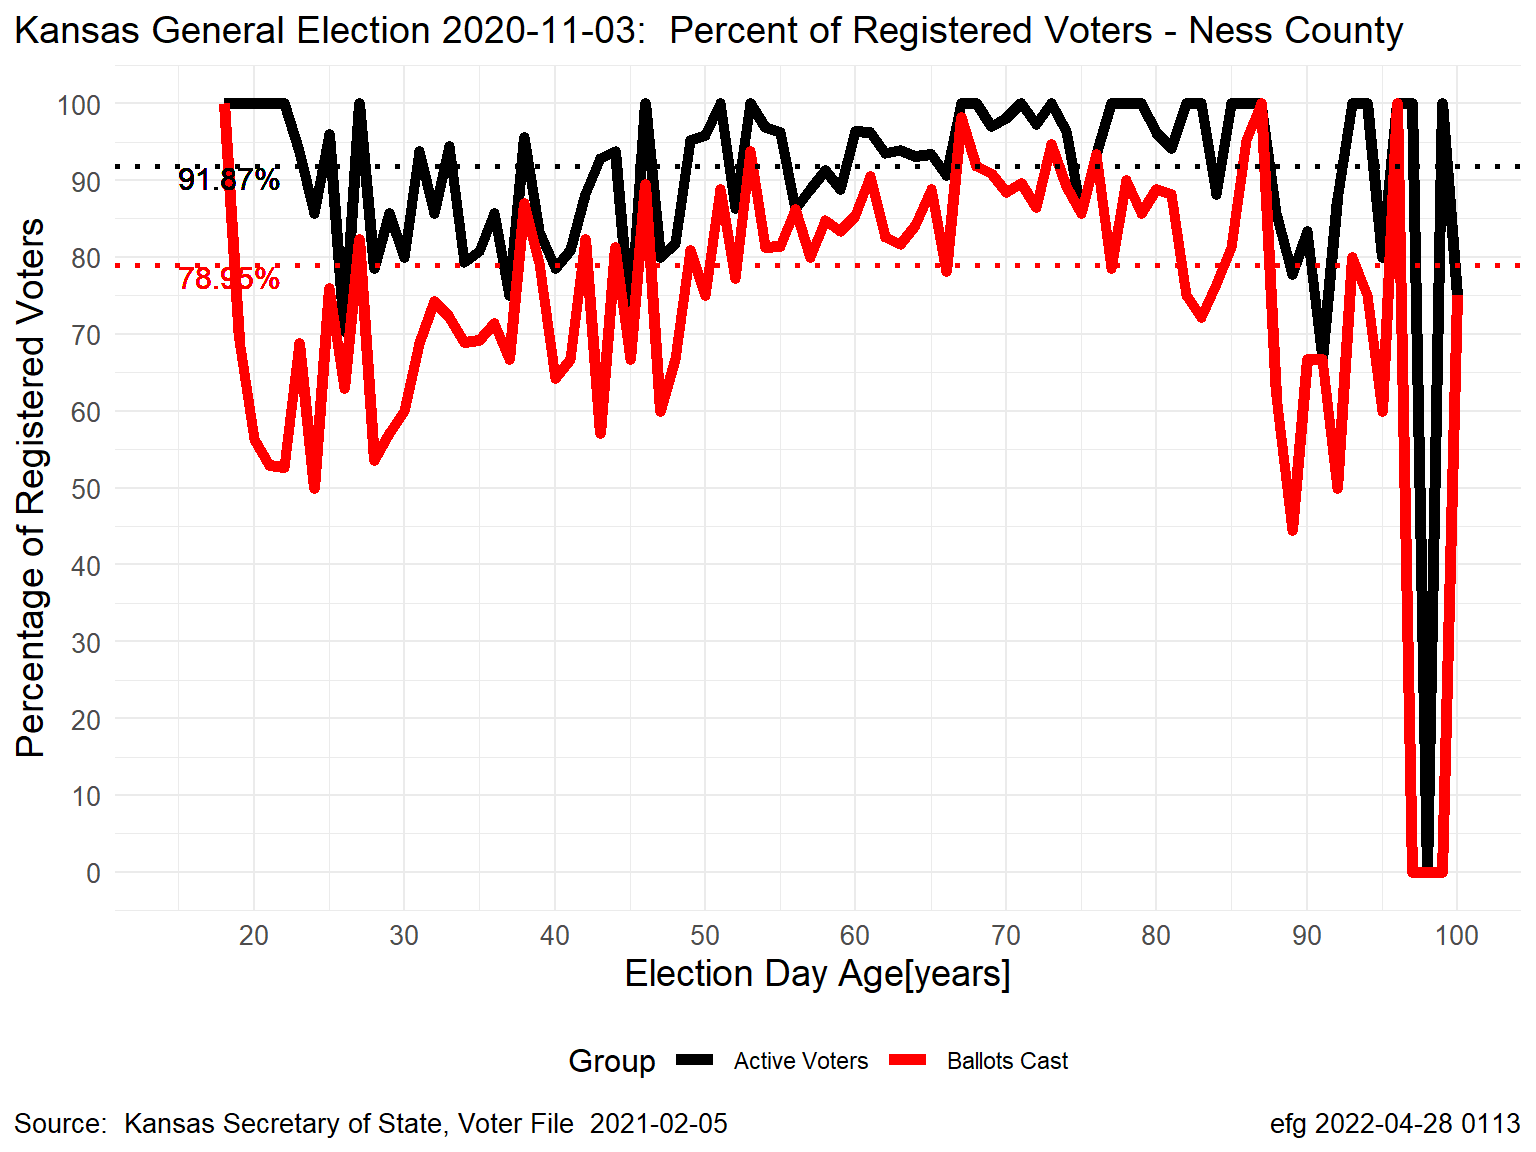 Kansas General Election 2020-11-03:  Percent of Registered Voters - Ness County
Percentage of Registered Voters
100
90
80
70
60
50
40
30
20
10
0
91.87%
78.95%
20 30 40 50 60 70 80 90 100
Election Day Age[years]
Group Active Voters Ballots Cast
Source:  Kansas Secretary of State, Voter File  2021-02-05
efg 2022-04-28 0113